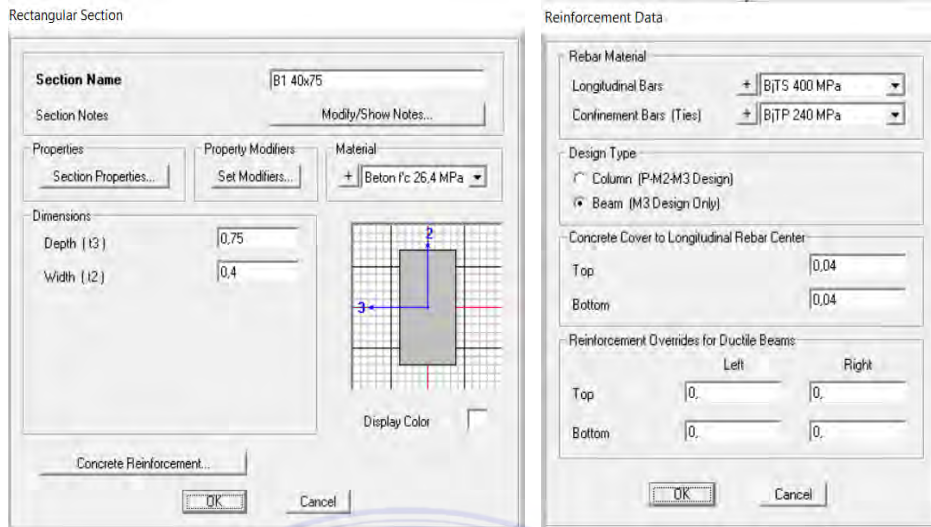 Rectangular Section
Section Name B1 40x75
Section Notes Modify/Show Notes...
Properties Property Modifiers Material
Section Properties... Set Modifiers... + Beton f'c 26,4 MPa
Dimensions
Depth ( t3 ) 0,75
Width ( t2 ) 0,4
2
3
Display Color
Concrete Reinforcement...
OK Cancel
Reinforcement Data
Rebar Material
Longitudinal Bars + BjTS 400 MPa
Confinement Bars (Ties) + BjTP 240 MPa
Design Type
Column (P-M2-M3 Design)
Beam (M3 Design Only)
Concrete Cover to Longitudinal Rebar Center
Top 0,04
Bottom 0,04
Reinforcement Overrides for Ductile Beams
Left Right
Top 0, 0,
Bottom 0, 0,
OK Cancel